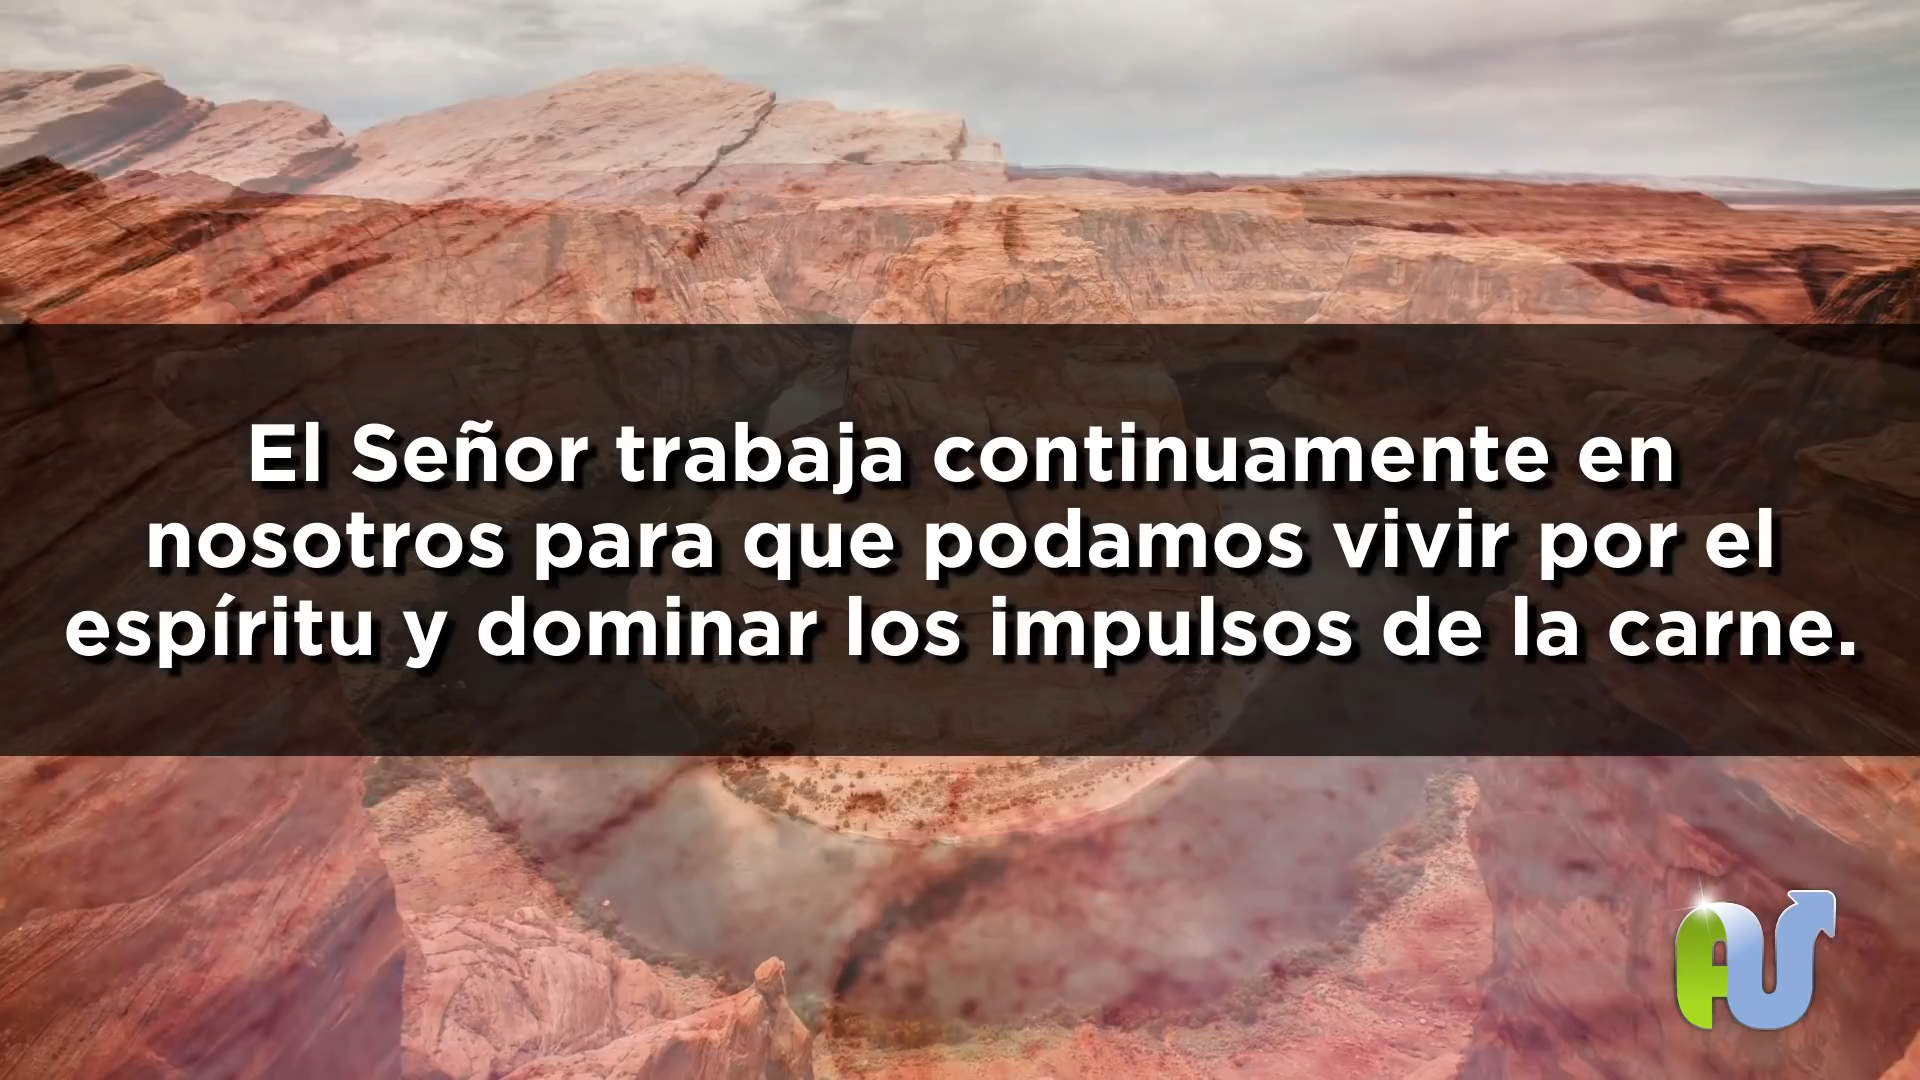 El Señor trabaja continuamente en
nosotros para que podamos vivir por el
espíritu y dominar los impulsos de la carne.